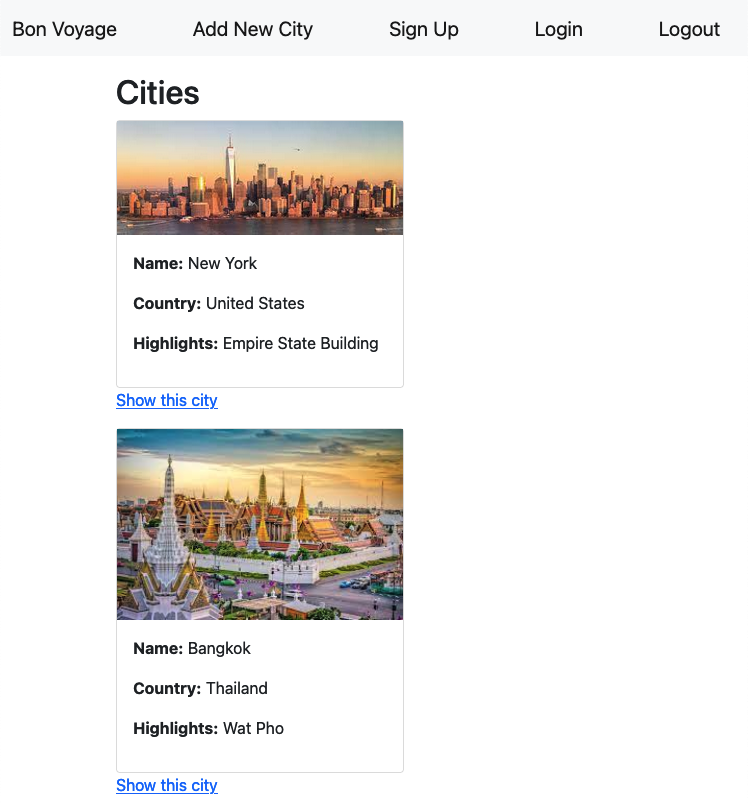 Bon Voyage Add New City Sign Up Login Logout
Cities
Name: New York
Country: United States
Highlights: Empire State Building
Show this city
Name: Bangkok
Country: Thailand
Highlights: Wat Pho
Show this city